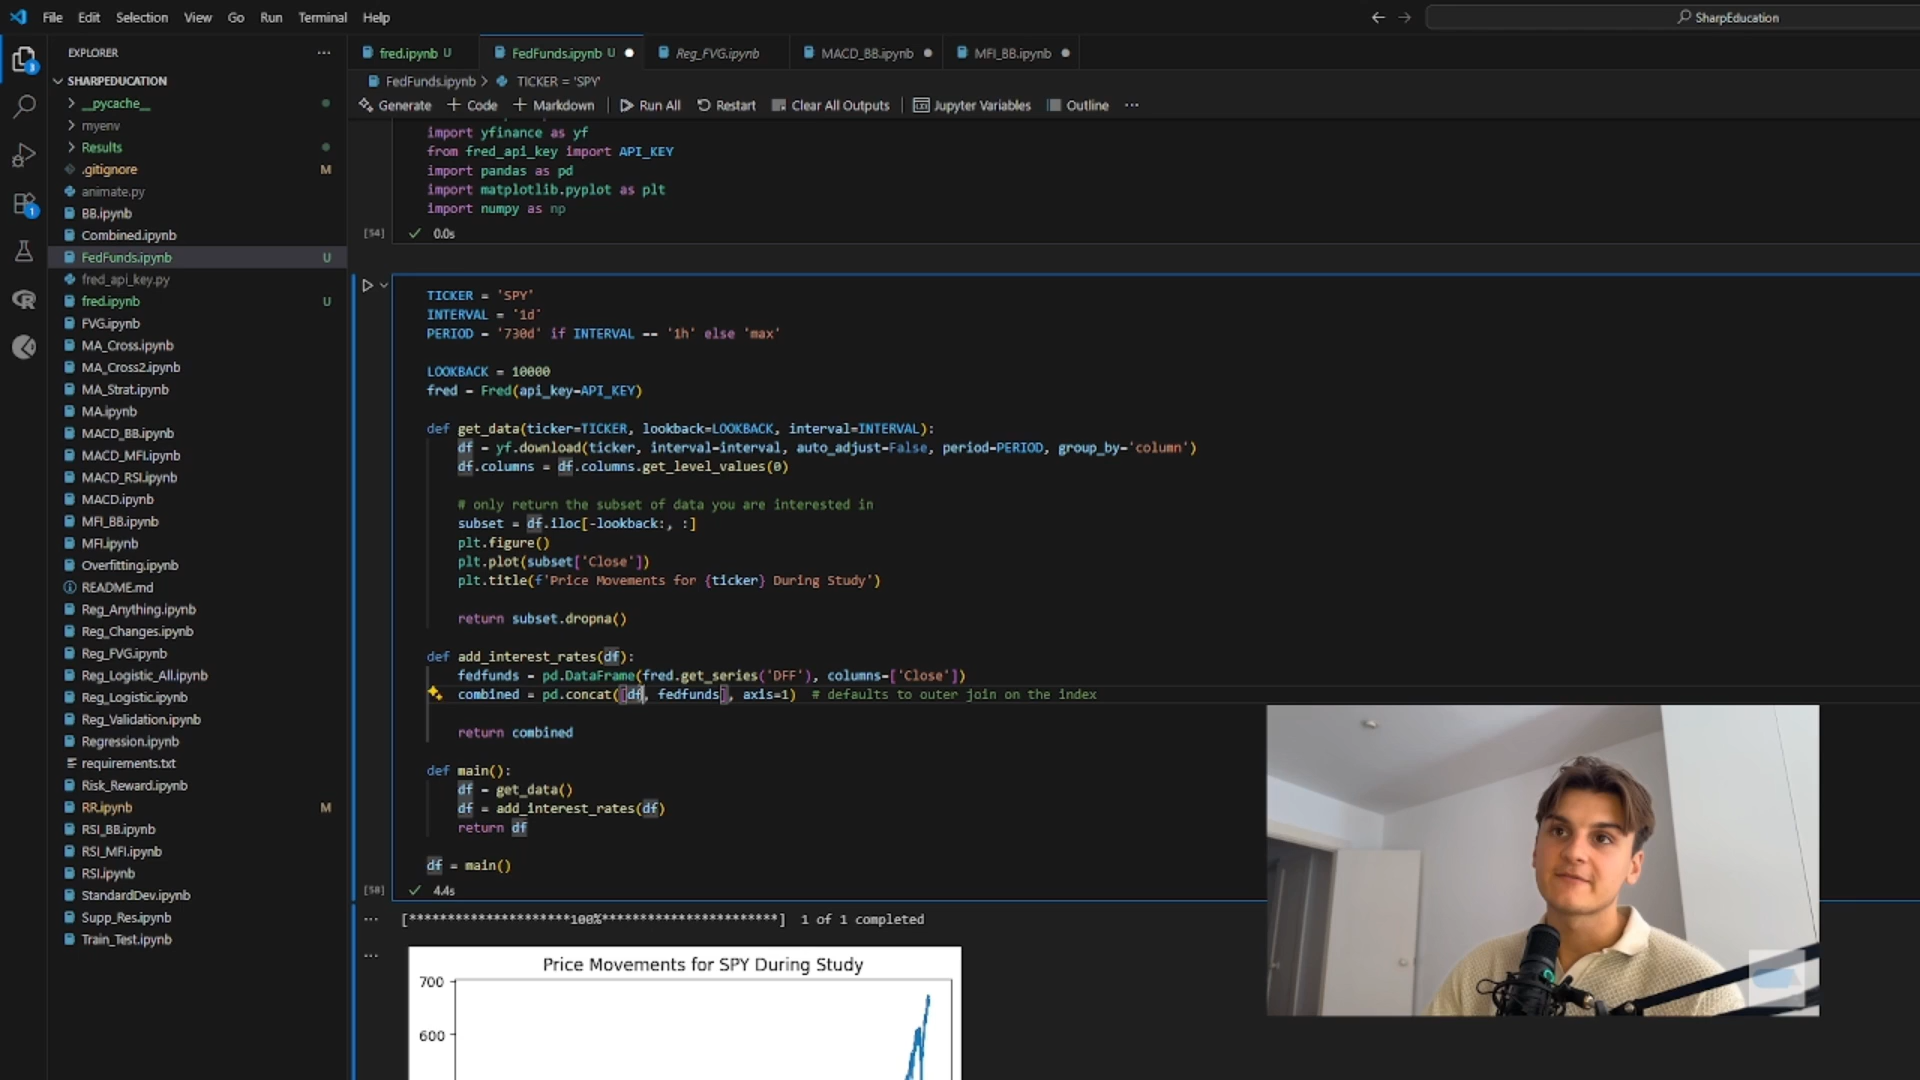 File Edit Selection View Go Run Terminal Help
SharpEducation
EXPLORER
SHARPEDUCATION
__pycache__
myenv
Results
.gitignore M
animate.py
BB.ipynb
Combined.ipynb
FedFunds.ipynb U
fred_api_key.py
fred.ipynb U
FVG.ipynb
MA_Cross.ipynb
MA_Cross2.ipynb
MA_Strat.ipynb
MA.ipynb
MACD_BB.ipynb
MACD_MFI.ipynb
MACD_RSI.ipynb
MACD.ipynb
MFI_BB.ipynb
MFI.ipynb
Overfitting.ipynb
README.md
Reg_Anything.ipynb
Reg_Changes.ipynb
Reg_FVG.ipynb
Reg_Logistic_All.ipynb
Reg_Logistic.ipynb
Reg_Validation.ipynb
Regression.ipynb
requirements.txt
Risk_Reward.ipynb
RR.ipynb M
RSI_BB.ipynb
RSI_MFI.ipynb
RSI.ipynb
StandardDev.ipynb
Supp_Res.ipynb
Train_Test.ipynb
fred.ipynb U FedFunds.ipynb U Reg_FVG.ipynb MACD_BB.ipynb MFI_BB.ipynb
FedFunds.ipynb > TICKER = 'SPY'
Generate + Code + Markdown Run All Restart Clear All Outputs Jupyter Variables Outline ...
import yfinance as yf
from fred_api_key import API_KEY
import pandas as pd
import matplotlib.pyplot as plt
import numpy as np
[54] 0.0s
TICKER = 'SPY'
INTERVAL = '1d'
PERIOD = '730d' if INTERVAL == '1h' else 'max'
LOOKBACK = 10000
fred = Fred(api_key=API_KEY)
def get_data(ticker=TICKER, lookback=LOOKBACK, interval=INTERVAL):
df = yf.download(ticker, interval=interval, auto_adjust=False, period=PERIOD, group_by='column')
df.columns = df.columns.get_level_values(0)
# only return the subset of data you are interested in
subset = df.iloc[-lookback:, :]
plt.figure()
plt.plot(subset['Close'])
plt.title(f'Price Movements for {ticker} During Study')
return subset.dropna()
def add_interest_rates(df):
fedfunds = pd.DataFrame(fred.get_series('DFF'), columns=['Close'])
combined = pd.concat([df, fedfunds], axis=1) # defaults to outer join on the index
return combined
def main():
df = get_data()
df = add_interest_rates(df)
return df
df = main()
[58] 4.4s
[*********************100%***********************] 1 of 1 completed
Price Movements for SPY During Study
700
600